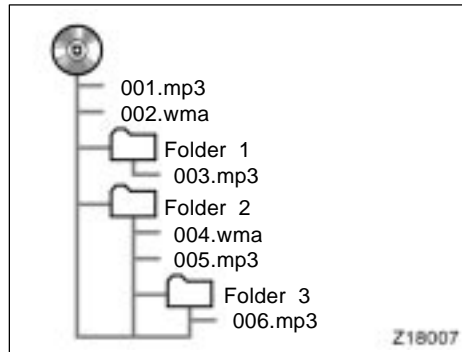 001.mp3
002.wma
Folder 1
003.mp3
Folder 2
004.wma
005.mp3
Folder 3
006.mp3
Z18007